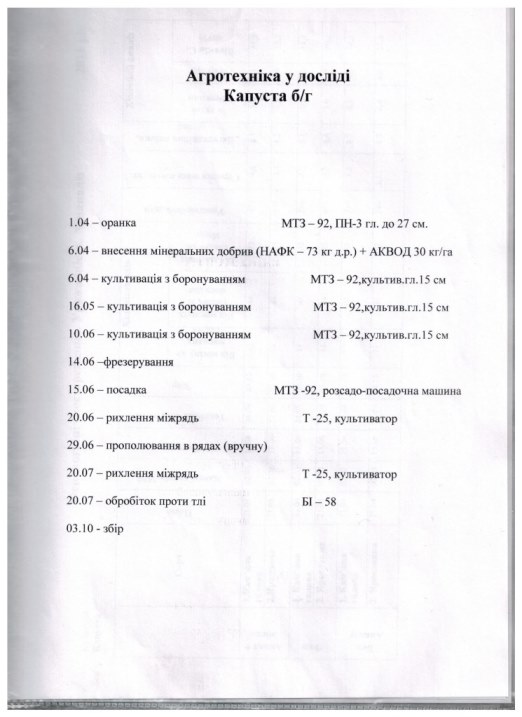 Агротехніка у досліді
Капуста б/г
1.04 – оранка МТЗ – 92, ПН-3 гл. до 27 см.
6.04 – внесення мінеральних добрив (НАФК – 73 кг д.р.) + АКВОД 30 кг/га
6.04 – культивація з боронуванням МТЗ – 92,культив.гл.15 см
16.05 – культивація з боронуванням МТЗ – 92,культив.гл.15 см
10.06 – культивація з боронуванням МТЗ – 92,культив.гл.15 см
14.06 –фрезерування
15.06 – посадка МТЗ -92, розсадо-посадочна машина
20.06 – рихлення міжрядь Т -25, культиватор
29.06 – прополювання в рядах (вручну)
20.07 – рихлення міжрядь Т -25, культиватор
20.07 – обробіток проти тлі БІ – 58
03.10 - збір